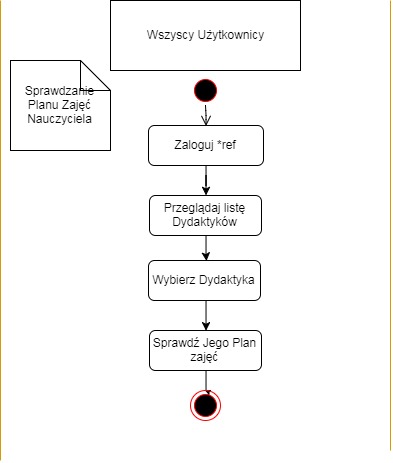 Wszyscy Użytkownicy
Sprawdzanie
Planu Zajęć
Nauczyciela
Zaloguj *ref
Przeglądaj listę
Dydaktyków
Wybierz Dydaktyka
Sprawdź Jego Plan
zajęć